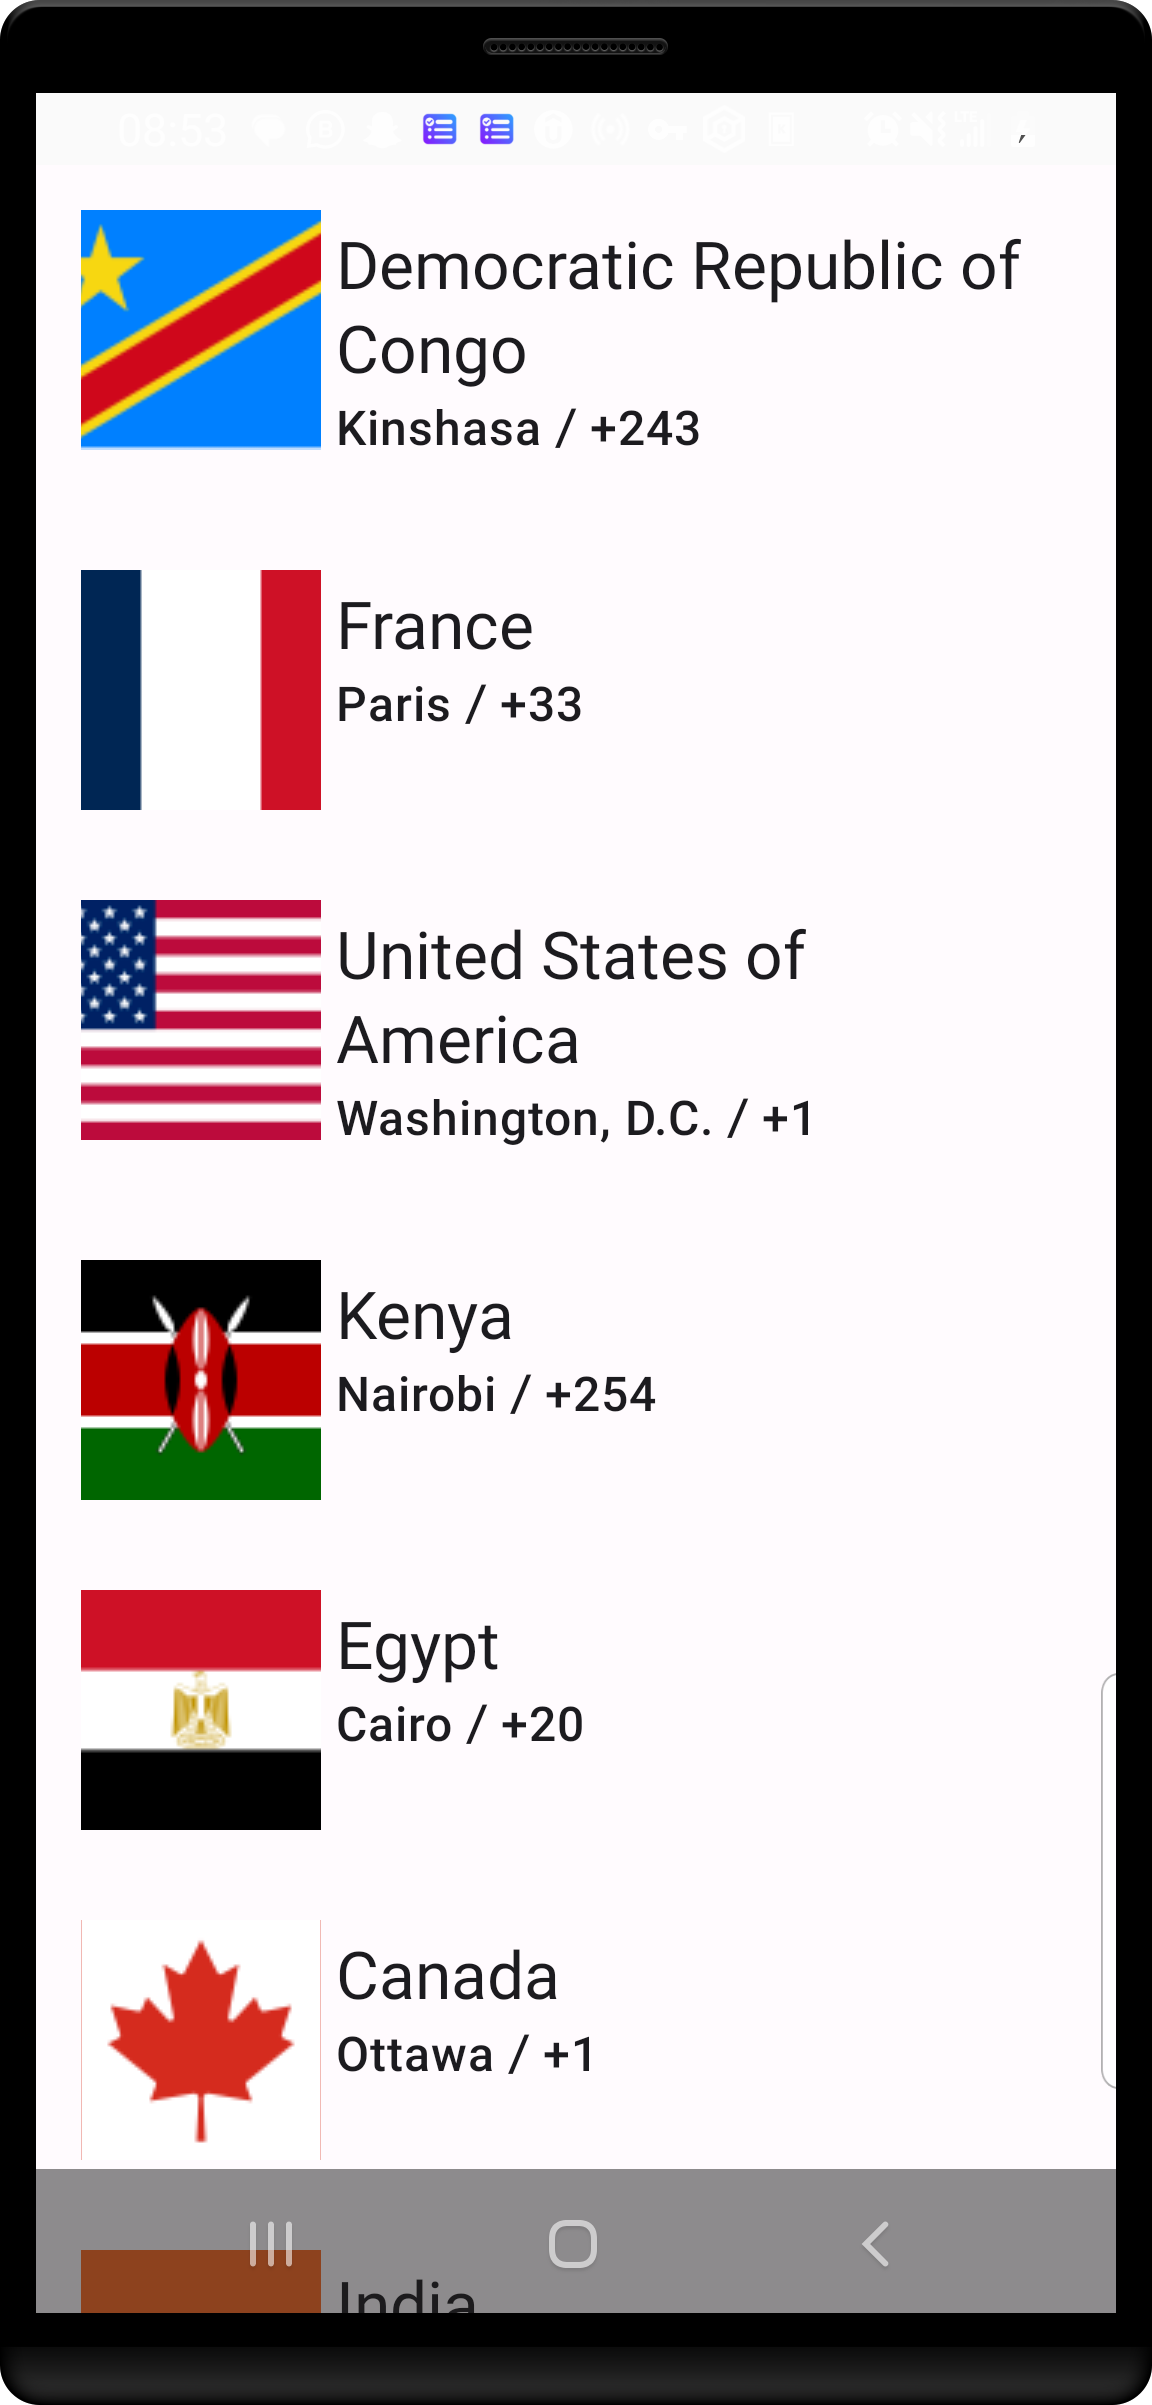 08:53
LTE
Democratic Republic of
Congo
Kinshasa / +243
France
Paris / +33
United States of
America
Washington, D.C. / +1
Kenya
Nairobi / +254
Egypt
Cairo / +20
Canada
Ottawa / +1
India